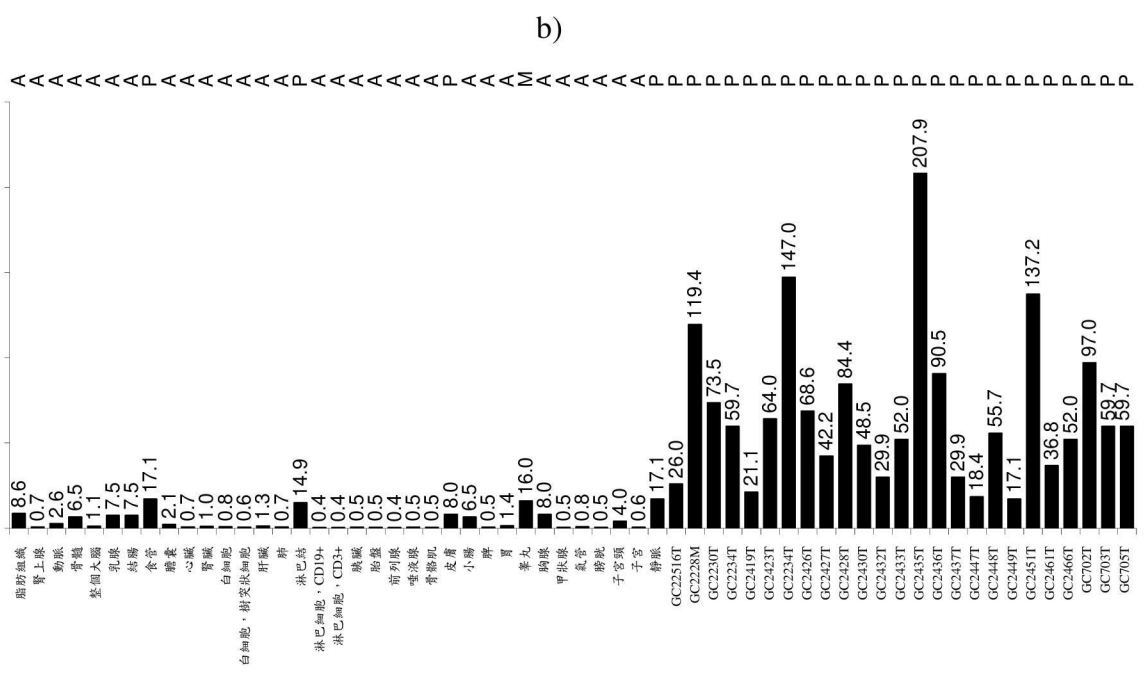 b)
A A A A A A A P A A A A A A A P A A A A A A A P A A A M A A A A A A P P P P P P P P P P P P P P P P P P P P P P P P P P
8.6
0.7
2.6
6.5
1.1
7.5
7.5
17.1
2.1
0.7
1.0
0.8
0.6
1.3
0.7
14.9
0.4
0.4
0.5
0.5
0.4
0.5
0.5
8.0
6.5
0.5
1.4
16.0
8.0
0.5
0.8
0.5
4.0
0.6
17.1
26.0
119.4
73.5
59.7
21.1
64.0
147.0
68.6
42.2
84.4
48.5
29.9
52.0
207.9
90.5
29.9
18.4
55.7
17.1
137.2
36.8
52.0
97.0
59.7
59.7
脂肪組織
腎上腺
動脈
骨髓
整個大腦
乳腺
結腸
食管
膽囊
心臟
腎臟
白細胞
白細胞，樹突狀細胞
肝臟
肺
淋巴結
淋巴細胞，CD19+
淋巴細胞，CD3+
胰臟
胎盤
前列腺
唾液腺
骨骼肌
皮膚
小腸
脾
胃
睾丸
胸腺
甲狀腺
氣管
膀胱
子宮頸
子宮
靜脈
GC22516T
GC2228M
GC2230T
GC2234T
GC2419T
GC2423T
GC2234T
GC2426T
GC2427T
GC2428T
GC2430T
GC2432T
GC2433T
GC2435T
GC2436T
GC2437T
GC2447T
GC2448T
GC2449T
GC2451T
GC2461T
GC2466T
GC702T
GC703T
GC705T